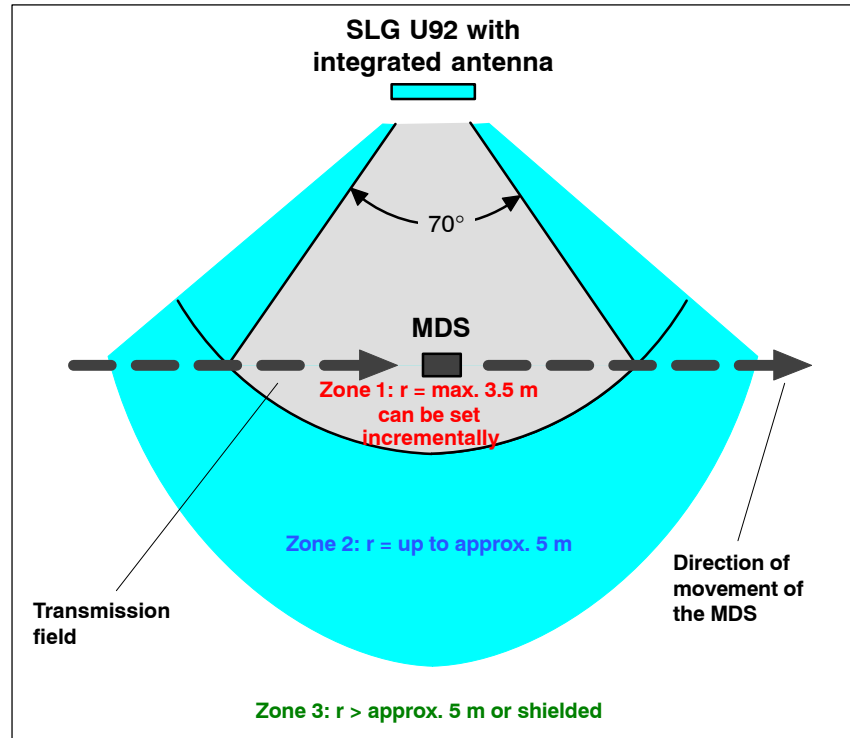 SLG U92 with
integrated antenna
70°
MDS
Zone 1: r = max. 3.5 m
can be set
incrementally
Zone 2: r = up to approx. 5 m
Direction of
movement of
the MDS
Transmission
field
Zone 3: r > approx. 5 m or shielded